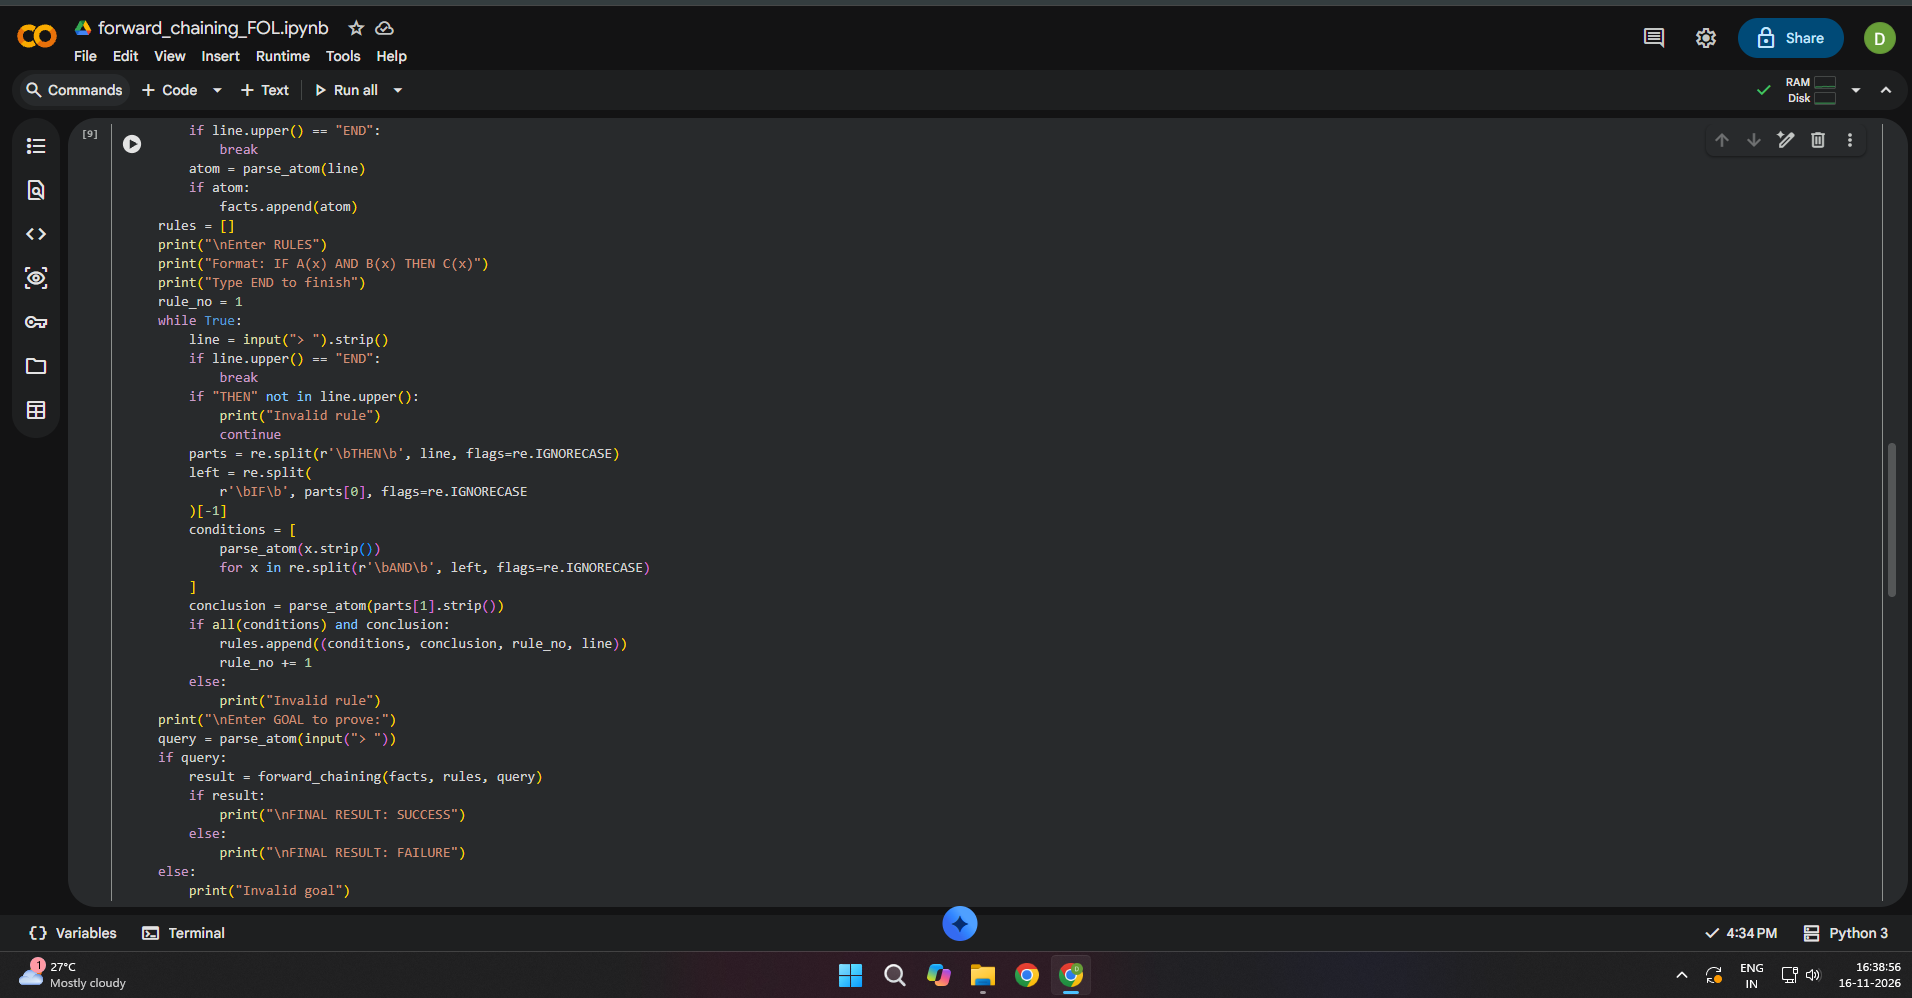 forward_chaining_FOL.ipynb
File Edit View Insert Runtime Tools Help
Share
D
Commands + Code + Text Run all
RAM
Disk
[9]
if line.upper() == "END":
break
atom = parse_atom(line)
if atom:
facts.append(atom)
rules = []
print("\nEnter RULES")
print("Format: IF A(x) AND B(x) THEN C(x)")
print("Type END to finish")
rule_no = 1
while True:
line = input("> ").strip()
if line.upper() == "END":
break
if "THEN" not in line.upper():
print("Invalid rule")
continue
parts = re.split(r'\bTHEN\b', line, flags=re.IGNORECASE)
left = re.split(
r'\bIF\b', parts[0], flags=re.IGNORECASE
)[-1]
conditions = [
parse_atom(x.strip())
for x in re.split(r'\bAND\b', left, flags=re.IGNORECASE)
]
conclusion = parse_atom(parts[1].strip())
if all(conditions) and conclusion:
rules.append((conditions, conclusion, rule_no, line))
rule_no += 1
else:
print("Invalid rule")
print("\nEnter GOAL to prove:")
query = parse_atom(input("> "))
if query:
result = forward_chaining(facts, rules, query)
if result:
print("\nFINAL RESULT: SUCCESS")
else:
print("\nFINAL RESULT: FAILURE")
else:
print("Invalid goal")
{} Variables Terminal
4:34 PM Python 3
1
27°C
Mostly cloudy
ENG
IN
16:38:56
16-11-2026